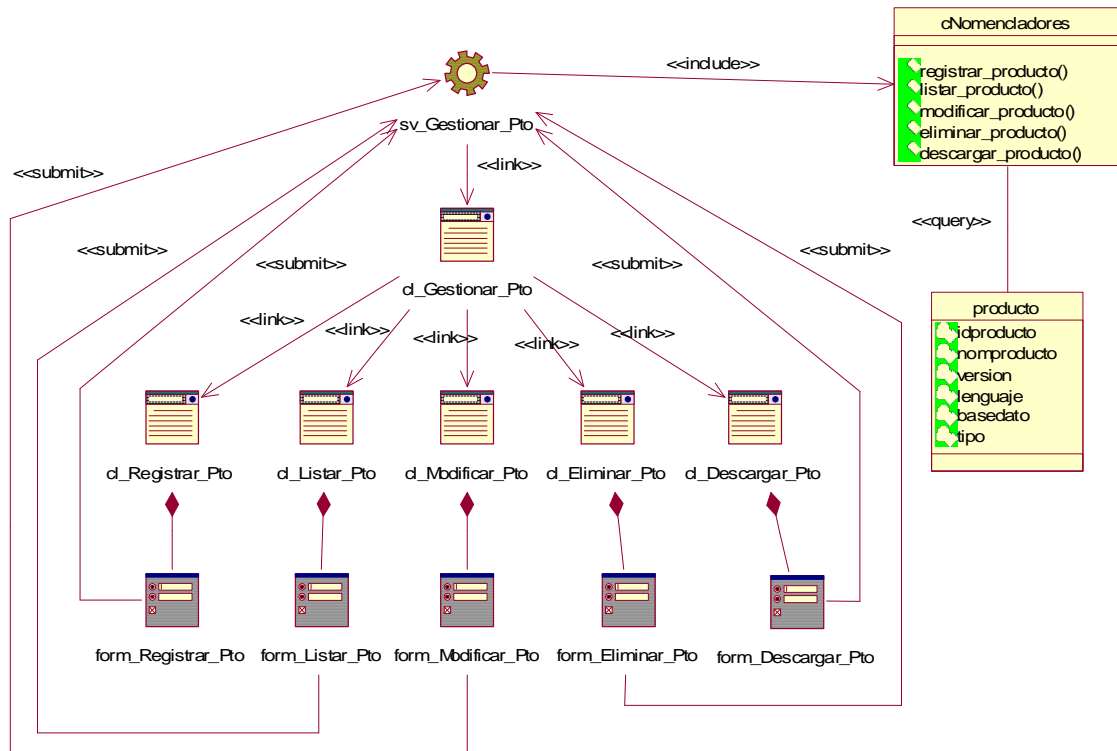 cNomencladores
registrar_producto()
listar_producto()
modificar_producto()
eliminar_producto()
descargar_producto()
<<include>>
sv_Gestionar_Pto
<<submit>>
<<link>>
<<query>>
<<submit>>
<<submit>>
<<submit>>
<<submit>>
cl_Gestionar_Pto
producto
idproducto
nomproducto
version
lenguaje
basedato
tipo
<<link>>
<<link>>
<<link>>
<<link>>
<<link>>
cl_Registrar_Pto
cl_Listar_Pto
cl_Modificar_Pto
cl_Eliminar_Pto
cl_Descargar_Pto
form_Registrar_Pto
form_Listar_Pto
form_Modificar_Pto
form_Eliminar_Pto
form_Descargar_Pto